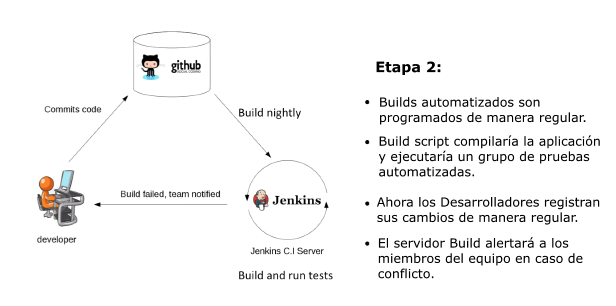 github
SOCIAL CODING
Commits code
Build nightly
Build failed, team notified
Jenkins
developer
Jenkins C.I Server
Build and run tests
Etapa 2:
• Builds automatizados son
programados de manera regular.
• Build script compilaría la aplicación
y ejecutaría un grupo de pruebas
automatizadas.
• Ahora los Desarrolladores registran
sus cambios de manera regular.
• El servidor Build alertará a los
miembros del equipo en caso de
conflicto.